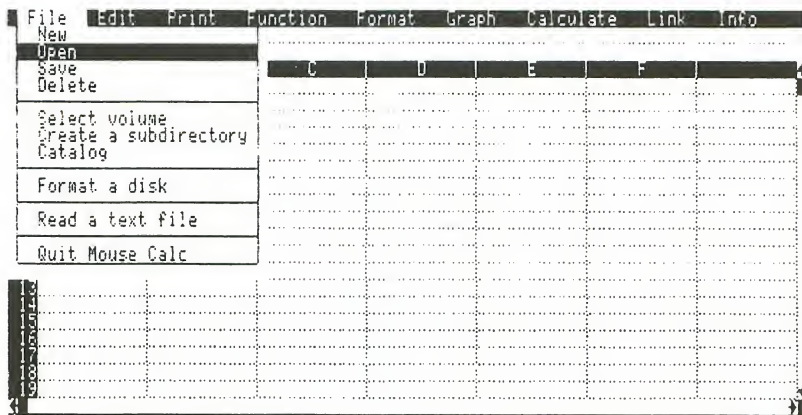 File Edit Print Function Format Graph Calculate Link Info
New
Open
Save
Delete
Select volume
Create a subdirectory
Catalog
Format a disk
Read a text file
Quit Mouse Calc
C D E F
13
14
15
16
17
18
19